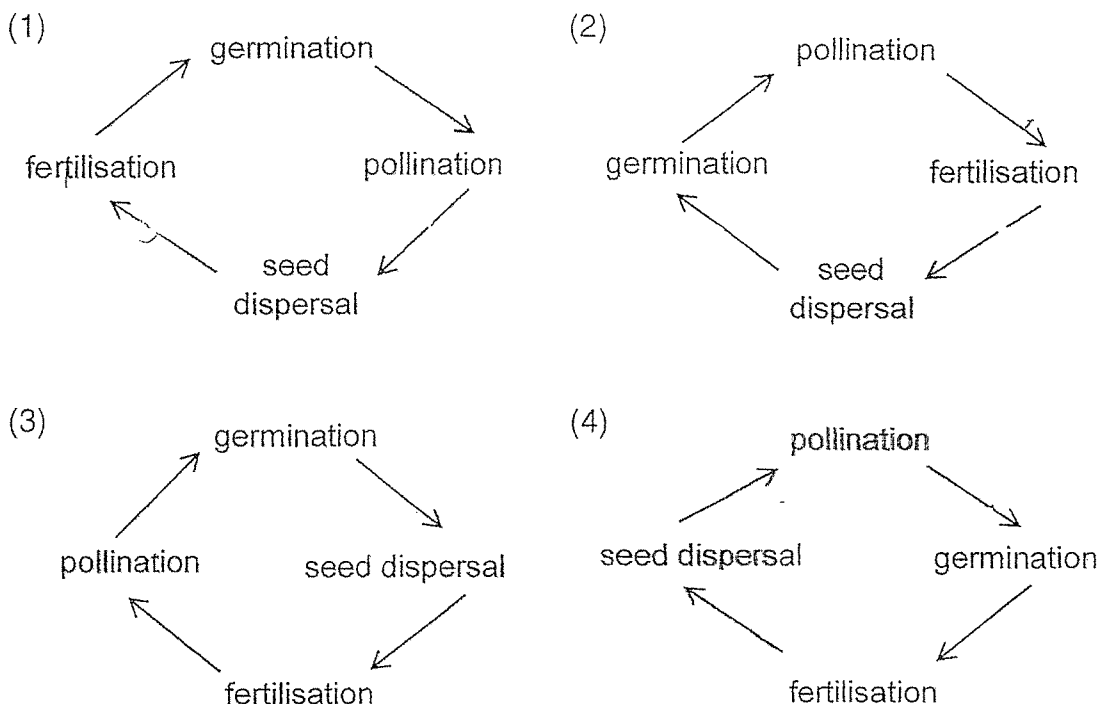 (1)
germination
fertilisation
pollination
seed
dispersal
(2)
pollination
germination
fertilisation
seed
dispersal
(3)
germination
pollination
seed dispersal
fertilisation
(4)
pollination
seed dispersal
germination
fertilisation